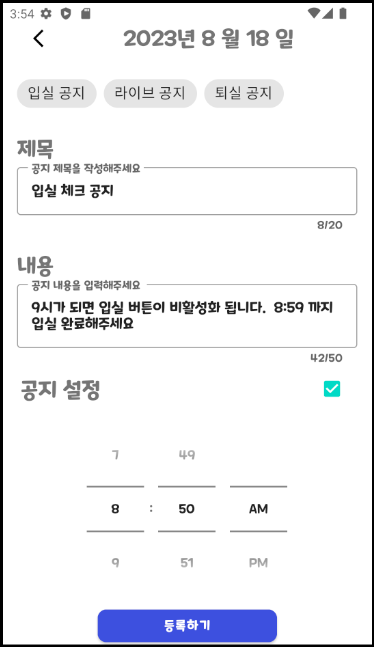 3:54
2023년 8 월 18 일
입실 공지 라이브 공지 퇴실 공지
제목
공지 제목을 작성해주세요
입실 체크 공지
8/20
내용
공지 내용을 입력해주세요
9시가 되면 입실 버튼이 비활성화 됩니다. 8:59 까지
입실 완료해주세요
42/50
공지 설정
7 49
8 : 50 AM
9 51 PM
등록하기